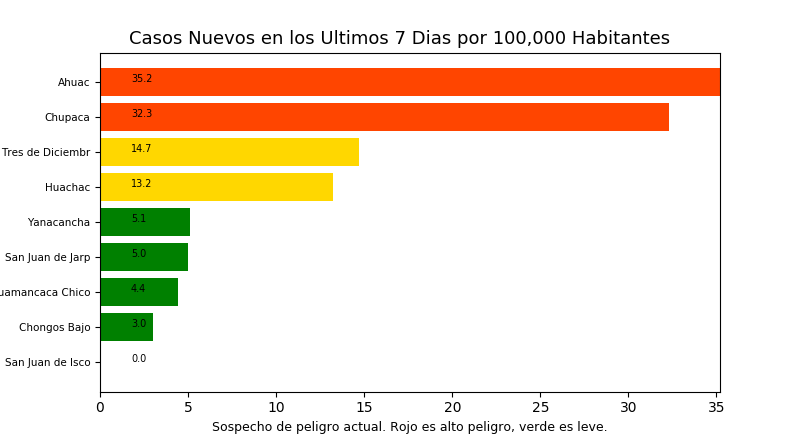 Casos Nuevos en los Ultimos 7 Dias por 100,000 Habitantes
Ahuac 35.2
Chupaca 32.3
Tres de Diciembr 14.7
Huachac 13.2
Yanacancha 5.1
San Juan de Jarp 5.0
uamancaca Chico 4.4
Chongos Bajo 3.0
San Juan de Isco 0.0
0 5 10 15 20 25 30 35
Sospecho de peligro actual. Rojo es alto peligro, verde es leve.